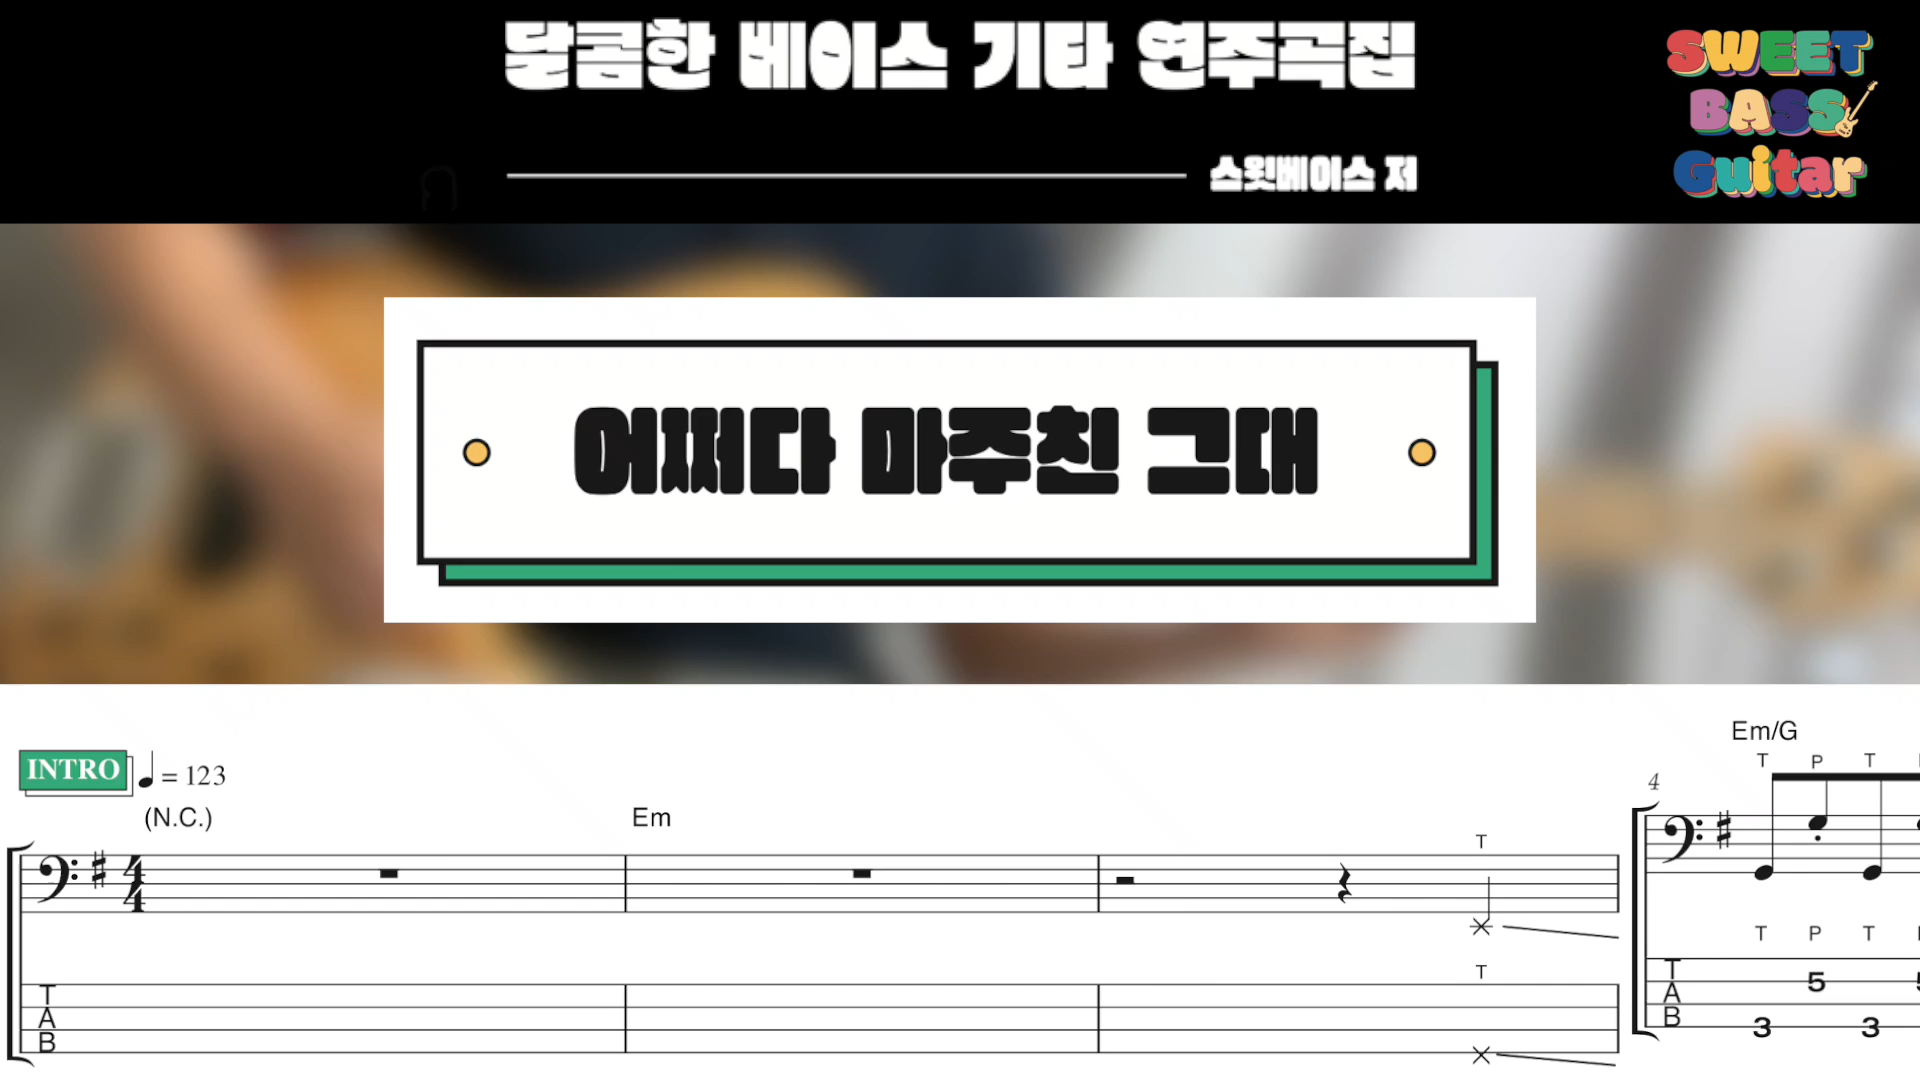 달콤한 베이스 기타 연주곡집
스윗베이스 저
SWEET
BASS
Guitar
어쩌다 마주친 그대
INTRO ♩ = 123
(N.C.) Em
T
4
Em/G
T P T
T
T P T
T A B
T A B
5
3 3